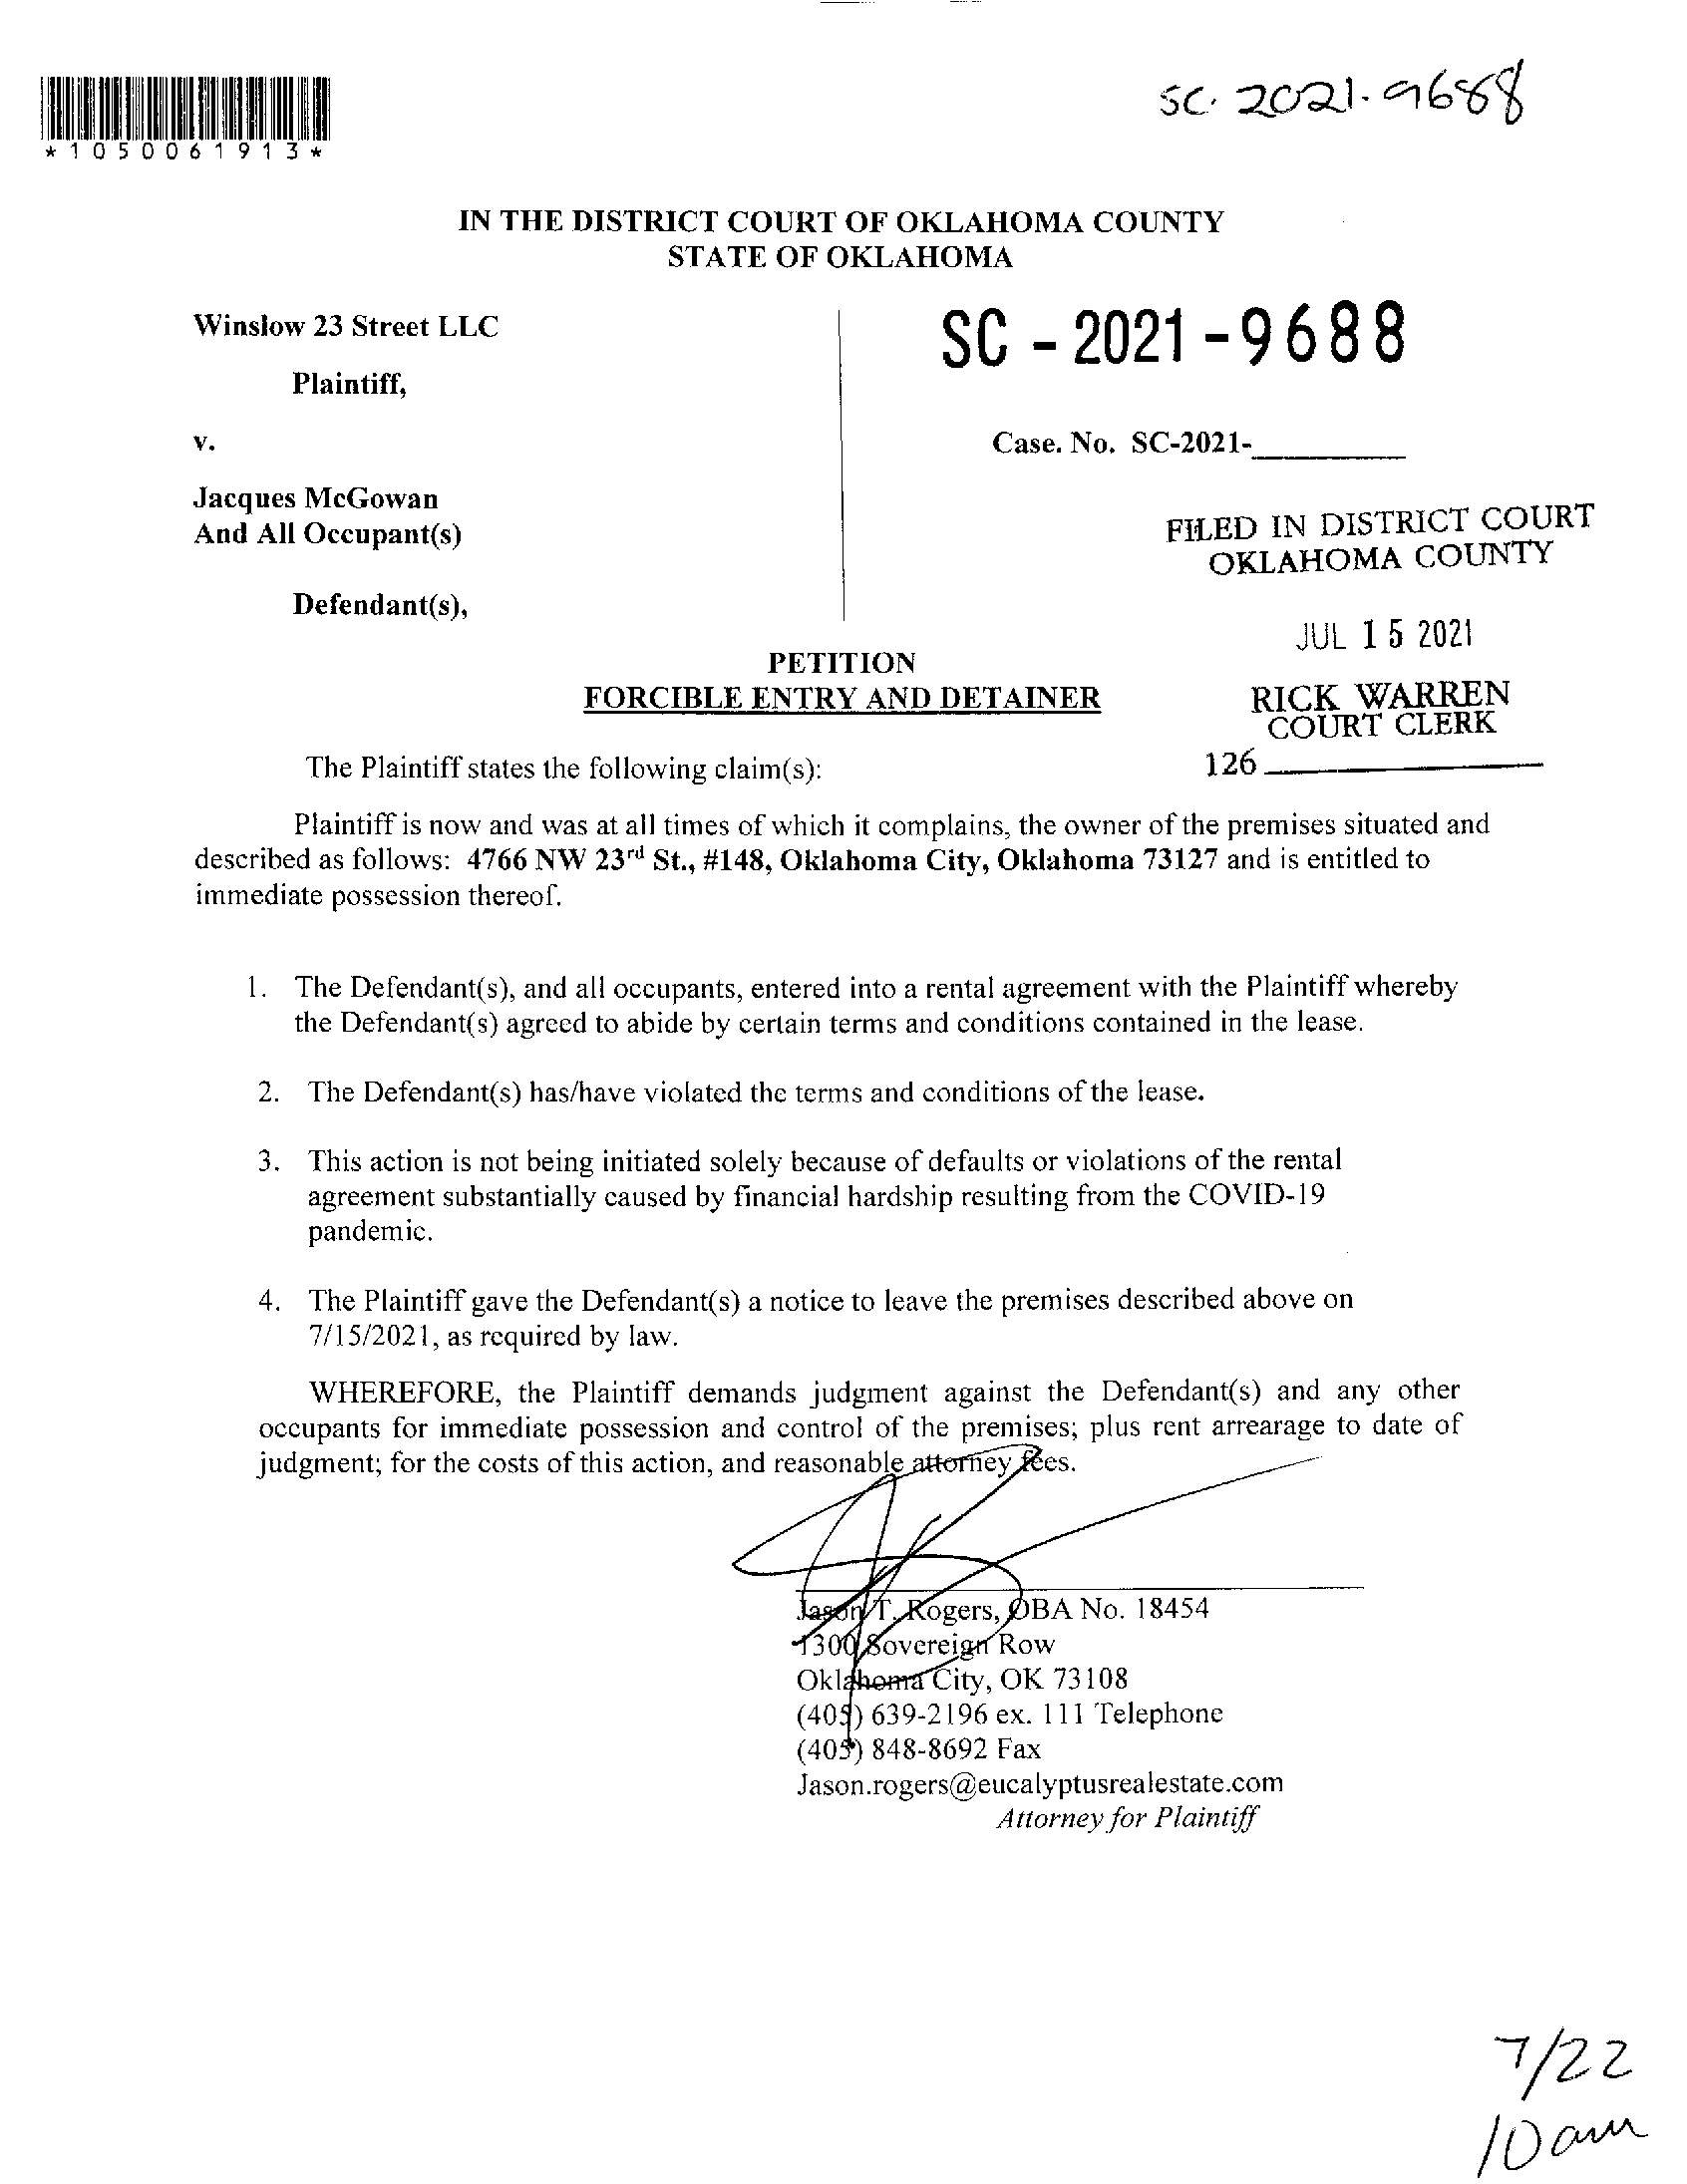 SC. 2021-9688
*1050061913*
IN THE DISTRICT COURT OF OKLAHOMA COUNTY
STATE OF OKLAHOMA
Winslow 23 Street LLC
SC - 2021 - 9688
Plaintiff,
v.
Case. No. SC-2021-________
Jacques McGowan
And All Occupant(s)
FILED IN DISTRICT COURT
OKLAHOMA COUNTY
Defendant(s),
JUL 15 2021
PETITION
FORCIBLE ENTRY AND DETAINER
RICK WARREN
COURT CLERK
126
The Plaintiff states the following claim(s):
Plaintiff is now and was at all times of which it complains, the owner of the premises situated and
described as follows: 4766 NW 23rd St., #148, Oklahoma City, Oklahoma 73127 and is entitled to
immediate possession thereof.
1. The Defendant(s), and all occupants, entered into a rental agreement with the Plaintiff whereby
the Defendant(s) agreed to abide by certain terms and conditions contained in the lease.
2. The Defendant(s) has/have violated the terms and conditions of the lease.
3. This action is not being initiated solely because of defaults or violations of the rental
agreement substantially caused by financial hardship resulting from the COVID-19
pandemic.
4. The Plaintiff gave the Defendant(s) a notice to leave the premises described above on
7/15/2021, as required by law.
WHEREFORE, the Plaintiff demands judgment against the Defendant(s) and any other
occupants for immediate possession and control of the premises; plus rent arrearage to date of
judgment; for the costs of this action, and reasonable attorney fees.
Jason T. Rogers, OBA No. 18454
1300 Sovereign Row
Oklahoma City, OK 73108
(405) 639-2196 ex. 111 Telephone
(405) 848-8692 Fax
Jason.rogers@eucalyptusrealestate.com
Attorney for Plaintiff
7/22
10am